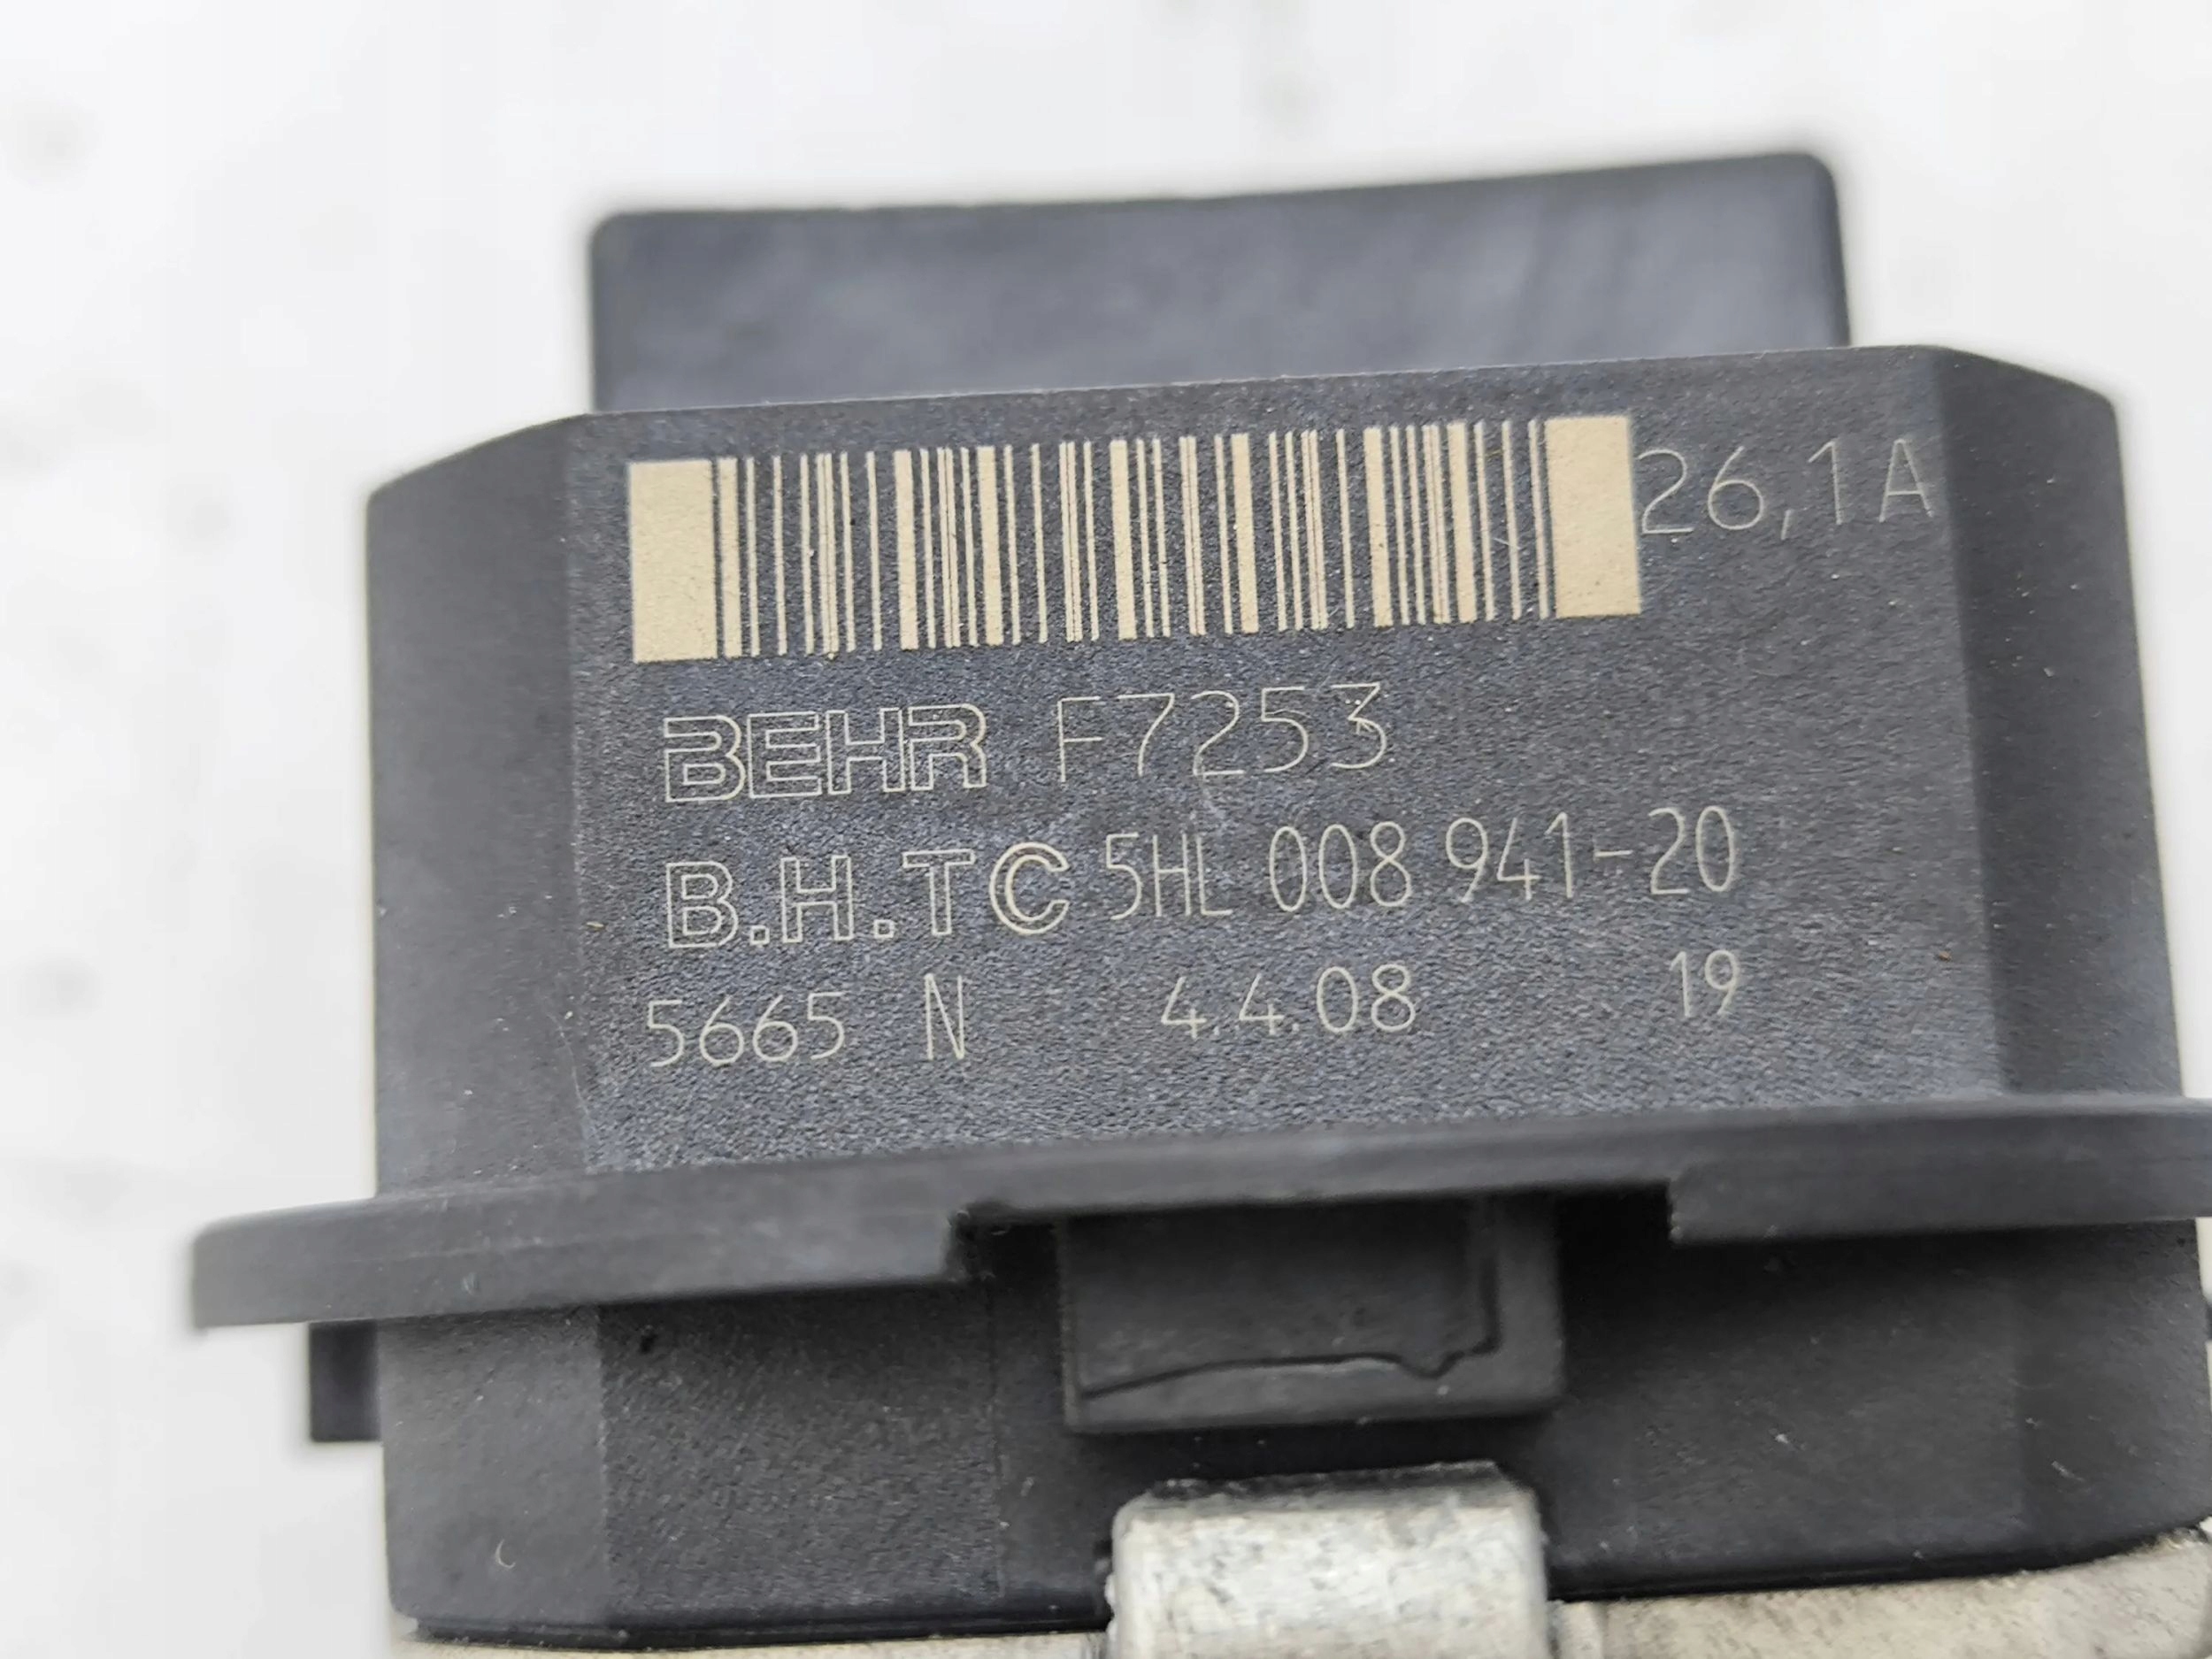 26,1A
BEHR F7253
B.H.TC 5HL 008 941-20
5665 N 4.4.08 19